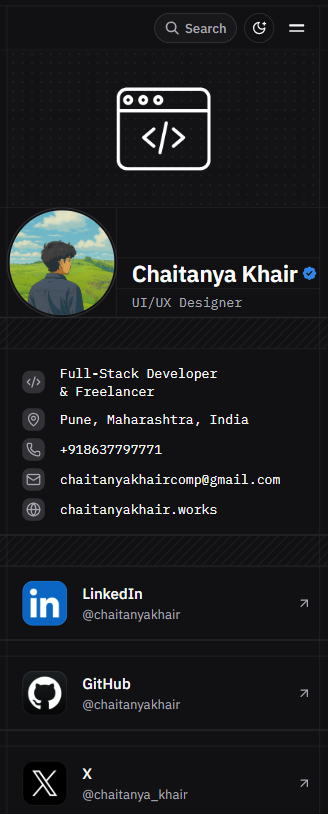 Search
</>
Chaitanya Khair
UI/UX Designer
</>
Full-Stack Developer
& Freelancer
Pune, Maharashtra, India
+918637797771
chaitanyakhaircomp@gmail.com
chaitanyakhair.works
in
LinkedIn
@chaitanyakhair
GitHub
@chaitanyakhair
X
X
@chaitanya_khair